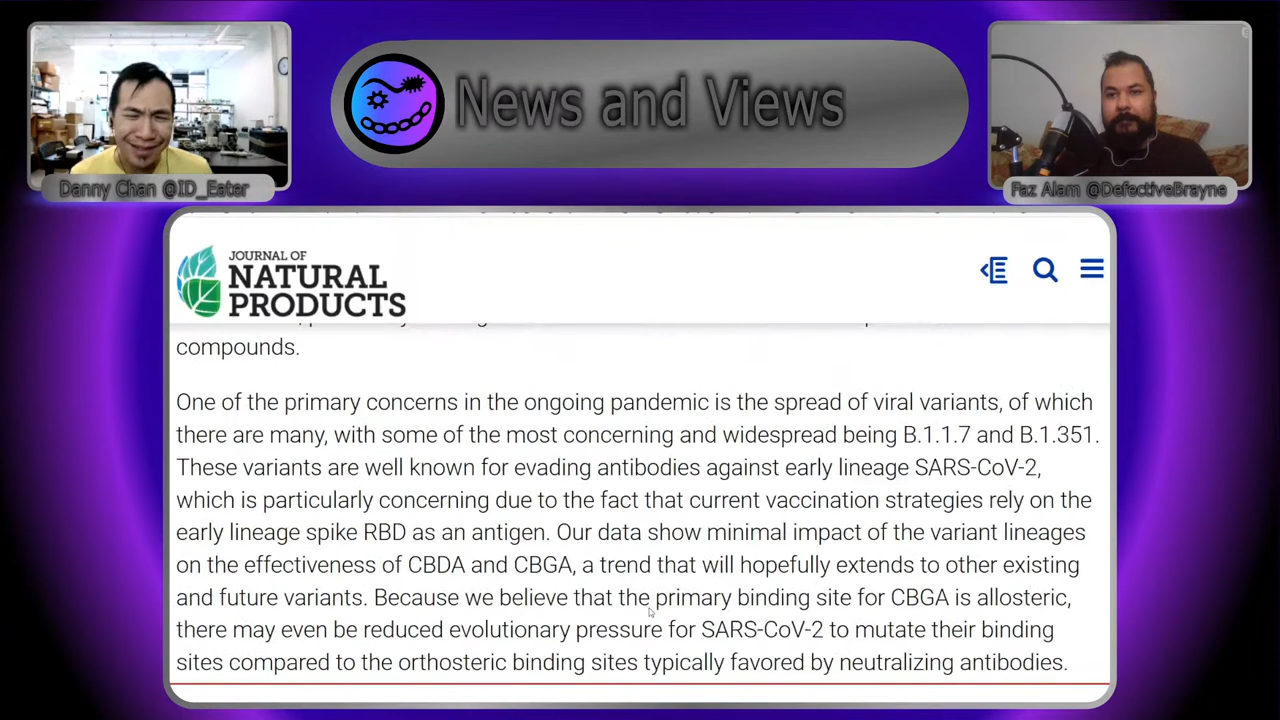 News and Views
Danny Chan @ID_Eater
Faz Alam @DefectiveBrayne
JOURNAL OF
NATURAL
PRODUCTS
compounds.
One of the primary concerns in the ongoing pandemic is the spread of viral variants, of which
there are many, with some of the most concerning and widespread being B.1.1.7 and B.1.351.
These variants are well known for evading antibodies against early lineage SARS-CoV-2,
which is particularly concerning due to the fact that current vaccination strategies rely on the
early lineage spike RBD as an antigen. Our data show minimal impact of the variant lineages
on the effectiveness of CBDA and CBGA, a trend that will hopefully extends to other existing
and future variants. Because we believe that the primary binding site for CBGA is allosteric,
there may even be reduced evolutionary pressure for SARS-CoV-2 to mutate their binding
sites compared to the orthosteric binding sites typically favored by neutralizing antibodies.